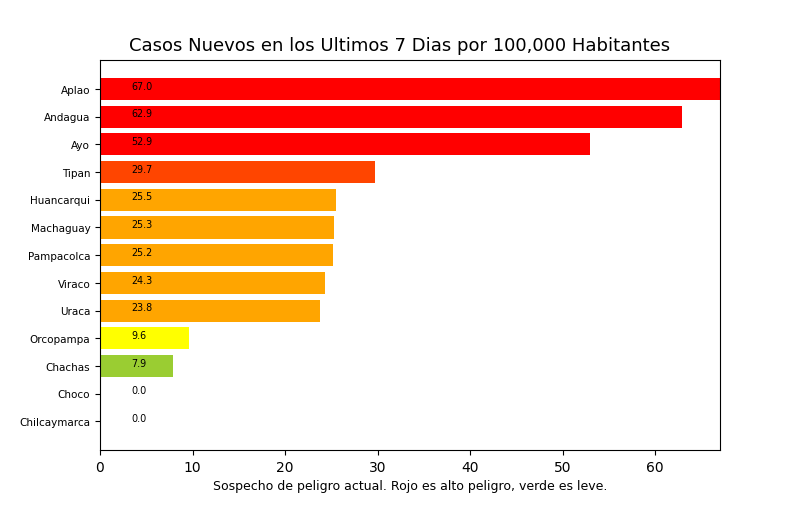 Casos Nuevos en los Ultimos 7 Dias por 100,000 Habitantes
Aplao 67.0
Andagua 62.9
Ayo 52.9
Tipan 29.7
Huancarqui 25.5
Machaguay 25.3
Pampacolca 25.2
Viraco 24.3
Uraca 23.8
Orcopampa 9.6
Chachas 7.9
Choco 0.0
Chilcaymarca 0.0
0 10 20 30 40 50 60
Sospecho de peligro actual. Rojo es alto peligro, verde es leve.